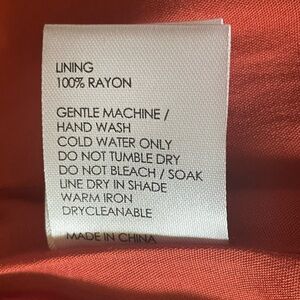 LINING
100% RAYON
GENTLE MACHINE /
HAND WASH
COLD WATER ONLY
DO NOT TUMBLE DRY
DO NOT BLEACH / SOAK
LINE DRY IN SHADE
WARM IRON
DRYCLEANABLE
MADE IN CHINA